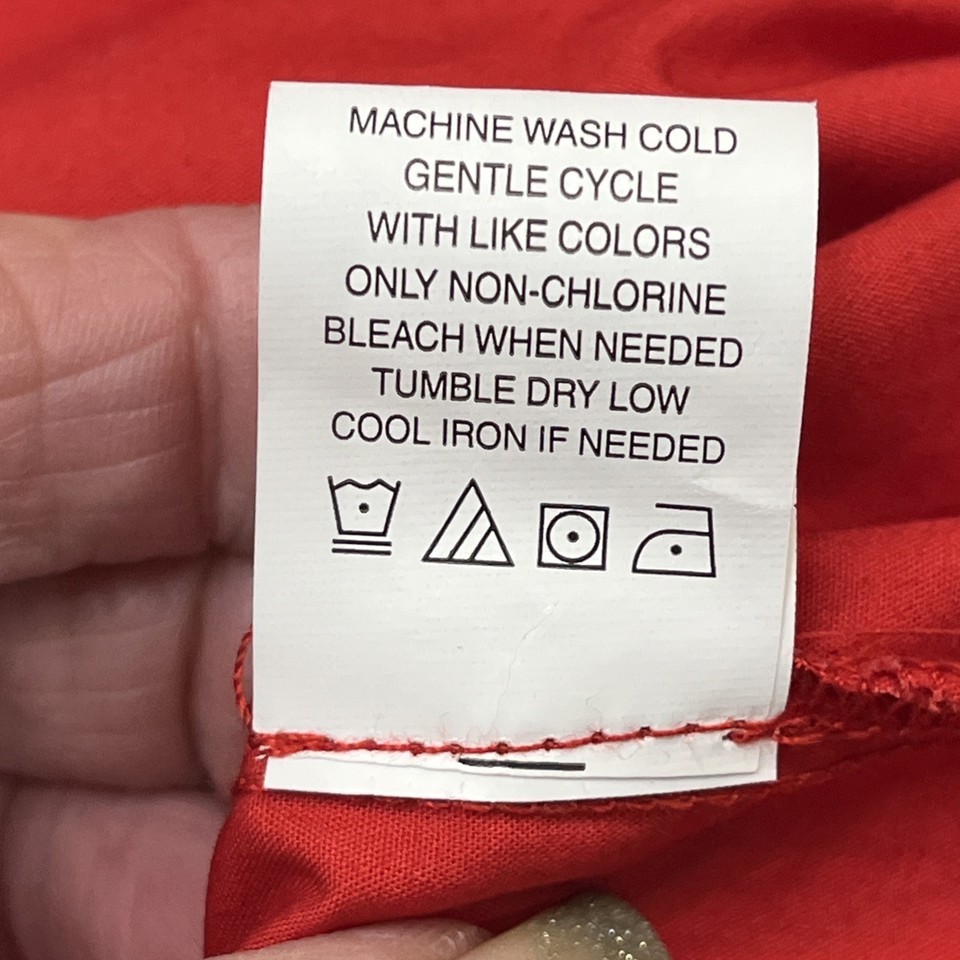 MACHINE WASH COLD
GENTLE CYCLE
WITH LIKE COLORS
ONLY NON-CHLORINE
BLEACH WHEN NEEDED
TUMBLE DRY LOW
COOL IRON IF NEEDED